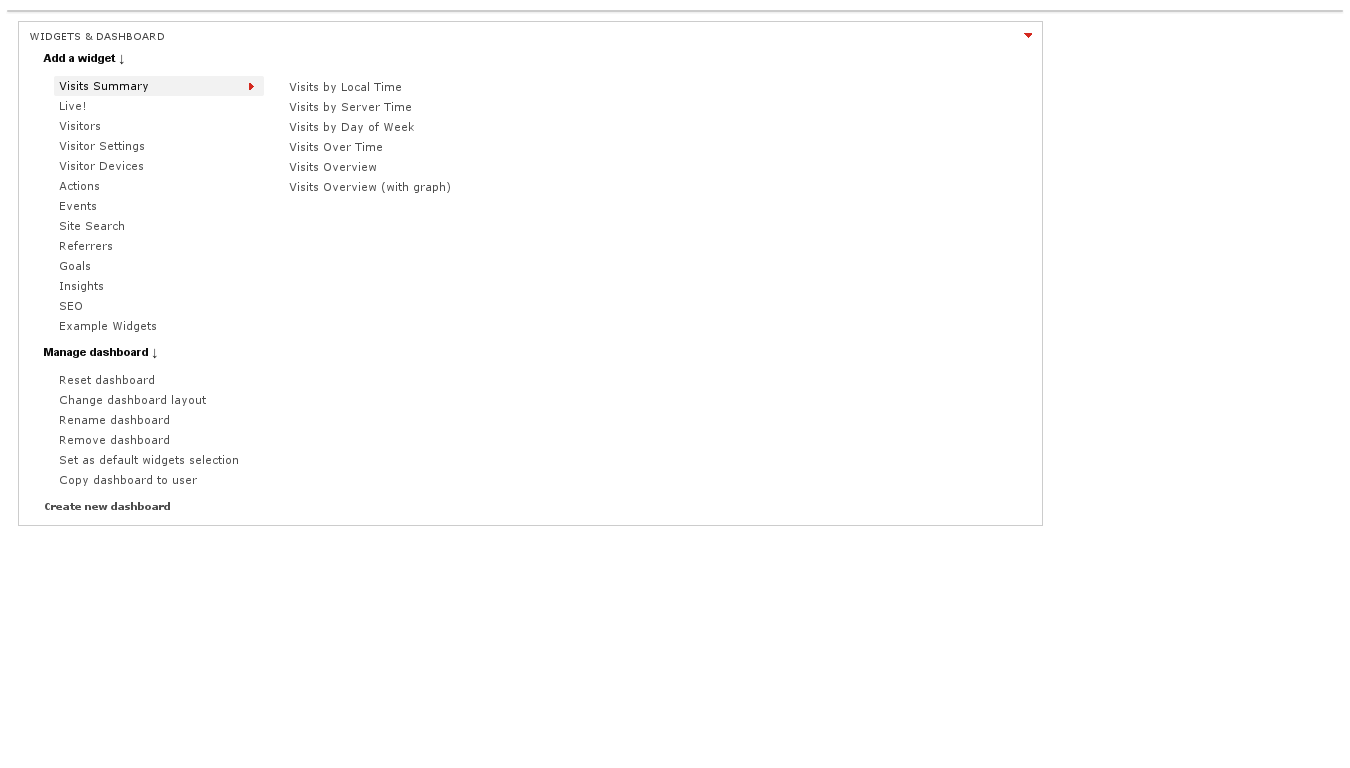 WIDGETS & DASHBOARD
Add a widget ↓
Visits Summary
Live!
Visitors
Visitor Settings
Visitor Devices
Actions
Events
Site Search
Referrers
Goals
Insights
SEO
Example Widgets
Visits by Local Time
Visits by Server Time
Visits by Day of Week
Visits Over Time
Visits Overview
Visits Overview (with graph)
Manage dashboard ↓
Reset dashboard
Change dashboard layout
Rename dashboard
Remove dashboard
Set as default widgets selection
Copy dashboard to user
Create new dashboard